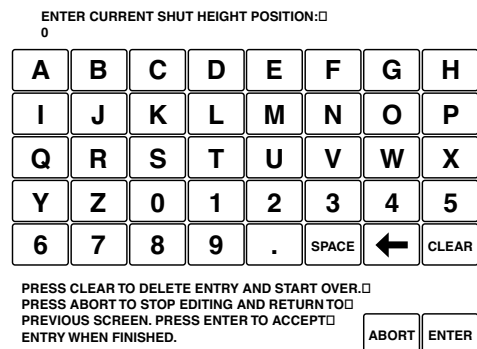 ENTER CURRENT SHUT HEIGHT POSITION:□
0
A B C D E F G H
I J K L M N O P
Q R S T U V W X
Y Z 0 1 2 3 4 5
6 7 8 9 . SPACE ← CLEAR
PRESS CLEAR TO DELETE ENTRY AND START OVER.□
PRESS ABORT TO STOP EDITING AND RETURN TO□
PREVIOUS SCREEN. PRESS ENTER TO ACCEPT□
ENTRY WHEN FINISHED.
ABORT ENTER